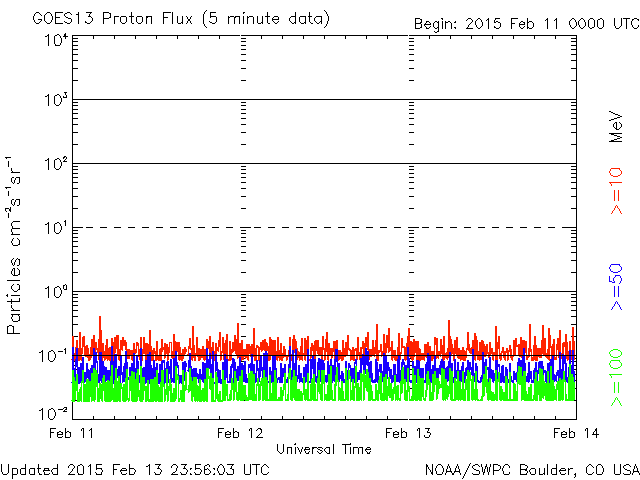 GOES13 Proton Flux (5 minute data)
Begin: 2015 Feb 11 0000 UTC
Particles cm⁻²s⁻¹sr⁻¹
10⁴
10³
10²
10¹
10⁰
10⁻¹
10⁻²
Feb 11
Feb 12
Feb 13
Feb 14
Universal Time
MeV
>=10
>=50
>=100
Updated 2015 Feb 13 23:56:03 UTC
NOAA/SWPC Boulder, CO USA